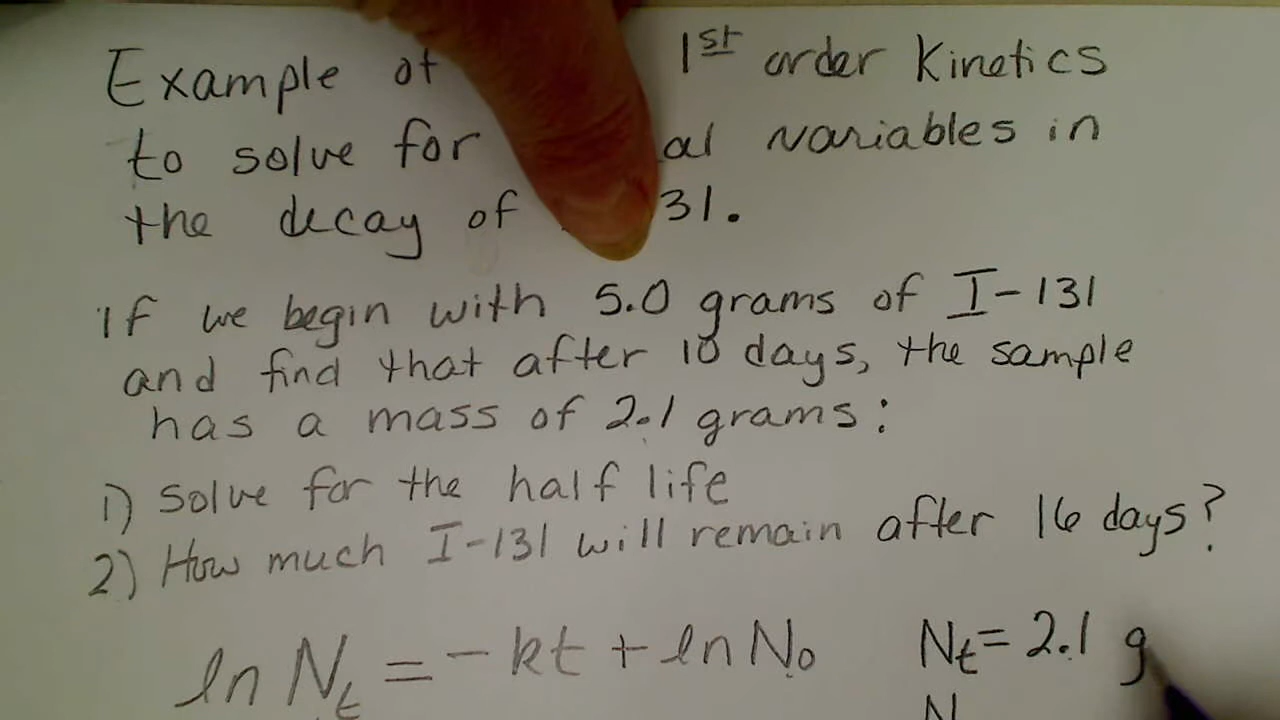 Example of 1st order Kinetics
to solve for al variables in
the decay of 31.
If we begin with 5.0 grams of I-131
and find that after 10 days, the sample
has a mass of 2.1 grams:
1) Solve for the half life
2) How much I-131 will remain after 16 days?
ln Nt = -kt + ln No
Nt = 2.1 g
N